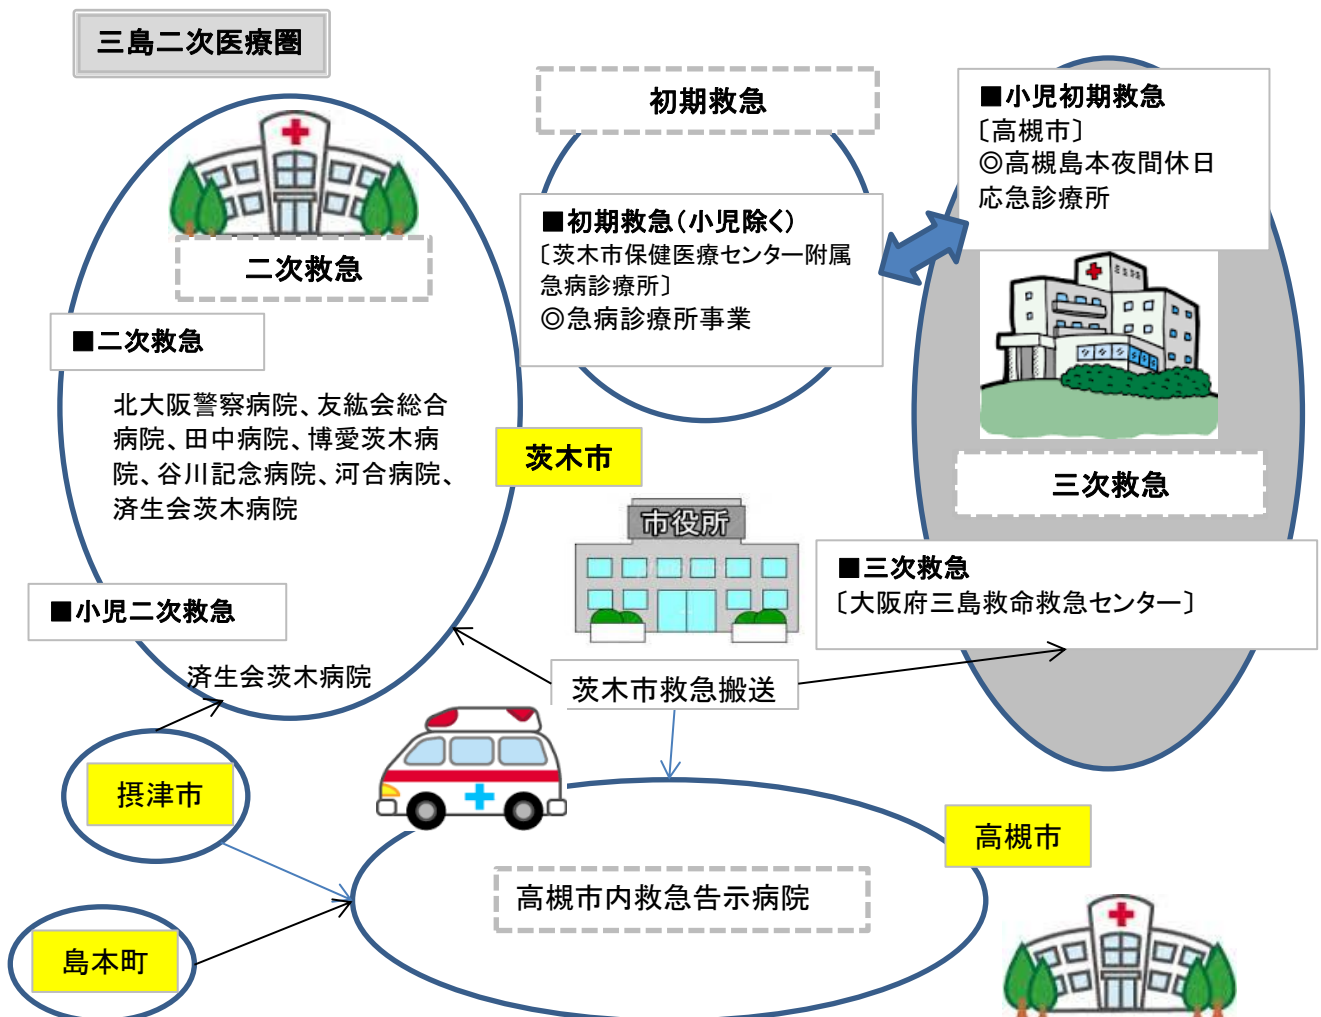 三島二次医療圏
二次救急
■二次救急
北大阪警察病院、友紘会総合
病院、田中病院、博愛茨木病
院、谷川記念病院、河合病院、
済生会茨木病院
■小児二次救急
済生会茨木病院
初期救急
■初期救急(小児除く)
〔茨木市保健医療センター附属
急病診療所〕
◎急病診療所事業
■小児初期救急
〔高槻市〕
◎高槻島本夜間休日
応急診療所
三次救急
■三次救急
〔大阪府三島救命救急センター〕
茨木市
市役所
茨木市救急搬送
摂津市
島本町
高槻市
高槻市内救急告示病院